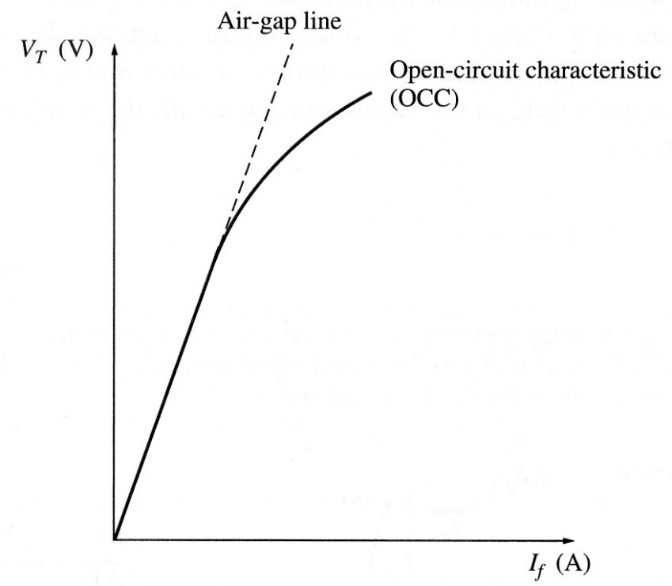 Air-gap line
V_T (V)
Open-circuit characteristic
(OCC)
I_f (A)